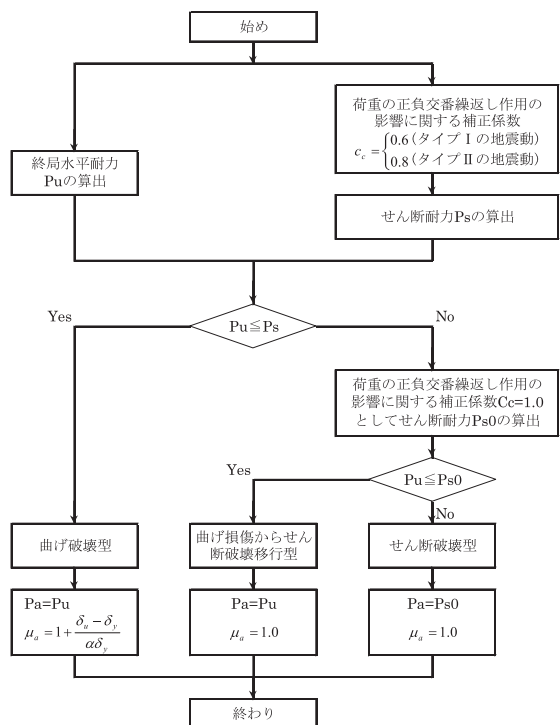 始め
荷重の正負交番繰返し作用の
影響に関する補正係数
c_c = { 0.6 (タイプⅠの地震動)
0.8 (タイプⅡの地震動)
終局水平耐力
Puの算出
せん断耐力Psの算出
Pu≦Ps
Yes
No
荷重の正負交番繰返し作用の
影響に関する補正係数Cc=1.0
としてせん断耐力Ps0の算出
Pu≦Ps0
Yes
No
曲げ破壊型
曲げ損傷からせん
断破壊移行型
せん断破壊型
Pa=Pu
μ_a = 1 + (δ_u − δ_y) / (αδ_y)
Pa=Pu
μ_a = 1.0
Pa=Ps0
μ_a = 1.0
終わり